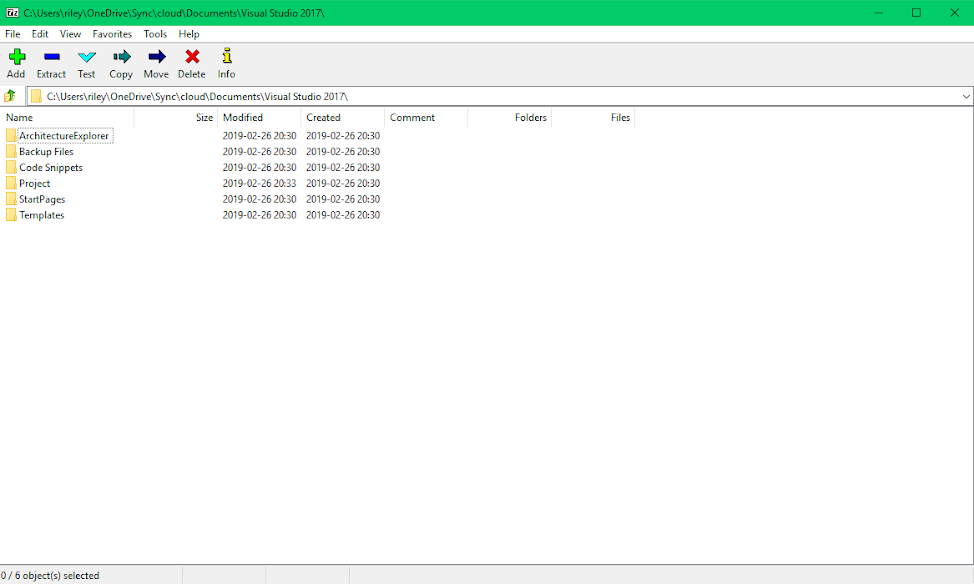 7z C:\Users\riley\OneDrive\Sync\cloud\Documents\Visual Studio 2017\
File Edit View Favorites Tools Help
Add Extract Test Copy Move Delete Info
C:\Users\riley\OneDrive\Sync\cloud\Documents\Visual Studio 2017\
Name Size Modified Created Comment Folders Files
ArchitectureExplorer 2019-02-26 20:30 2019-02-26 20:30
Backup Files 2019-02-26 20:30 2019-02-26 20:30
Code Snippets 2019-02-26 20:30 2019-02-26 20:30
Project 2019-02-26 20:33 2019-02-26 20:30
StartPages 2019-02-26 20:30 2019-02-26 20:30
Templates 2019-02-26 20:30 2019-02-26 20:30
0 / 6 object(s) selected